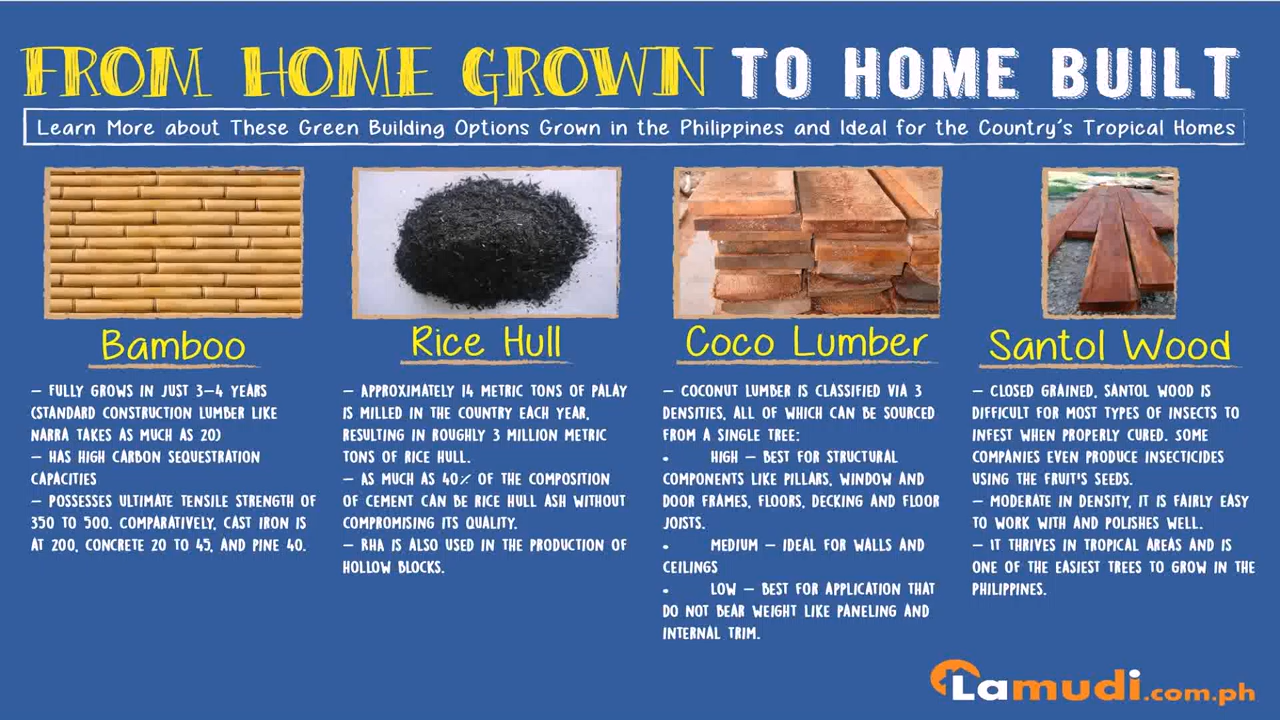 FROM HOME GROWN TO HOME BUILT
Learn More about These Green Building Options Grown in the Philippines and Ideal for the Country's Tropical Homes
Bamboo
– FULLY GROWS IN JUST 3–4 YEARS
(STANDARD CONSTRUCTION LUMBER LIKE
NARRA TAKES AS MUCH AS 20)
– HAS HIGH CARBON SEQUESTRATION
CAPACITIES
– POSSESSES ULTIMATE TENSILE STRENGTH OF
350 TO 500. COMPARATIVELY, CAST IRON IS
AT 200, CONCRETE 20 TO 45, AND PINE 40.
Rice Hull
– APPROXIMATELY 14 METRIC TONS OF PALAY
IS MILLED IN THE COUNTRY EACH YEAR,
RESULTING IN ROUGHLY 3 MILLION METRIC
TONS OF RICE HULL.
– AS MUCH AS 40% OF THE COMPOSITION
OF CEMENT CAN BE RICE HULL ASH WITHOUT
COMPROMISING ITS QUALITY.
– RHA IS ALSO USED IN THE PRODUCTION OF
HOLLOW BLOCKS.
Coco Lumber
– COCONUT LUMBER IS CLASSIFIED VIA 3
DENSITIES, ALL OF WHICH CAN BE SOURCED
FROM A SINGLE TREE:
• HIGH – BEST FOR STRUCTURAL
COMPONENTS LIKE PILLARS, WINDOW AND
DOOR FRAMES, FLOORS, DECKING AND FLOOR
JOISTS.
• MEDIUM – IDEAL FOR WALLS AND
CEILINGS
• LOW – BEST FOR APPLICATION THAT
DO NOT BEAR WEIGHT LIKE PANELING AND
INTERNAL TRIM.
Santol Wood
– CLOSED GRAINED, SANTOL WOOD IS
DIFFICULT FOR MOST TYPES OF INSECTS TO
INFEST WHEN PROPERLY CURED. SOME
COMPANIES EVEN PRODUCE INSECTICIDES
USING THE FRUIT'S SEEDS.
– MODERATE IN DENSITY, IT IS FAIRLY EASY
TO WORK WITH AND POLISHES WELL.
– IT THRIVES IN TROPICAL AREAS AND IS
ONE OF THE EASIEST TREES TO GROW IN THE
PHILIPPINES.
Lamudi.com.ph